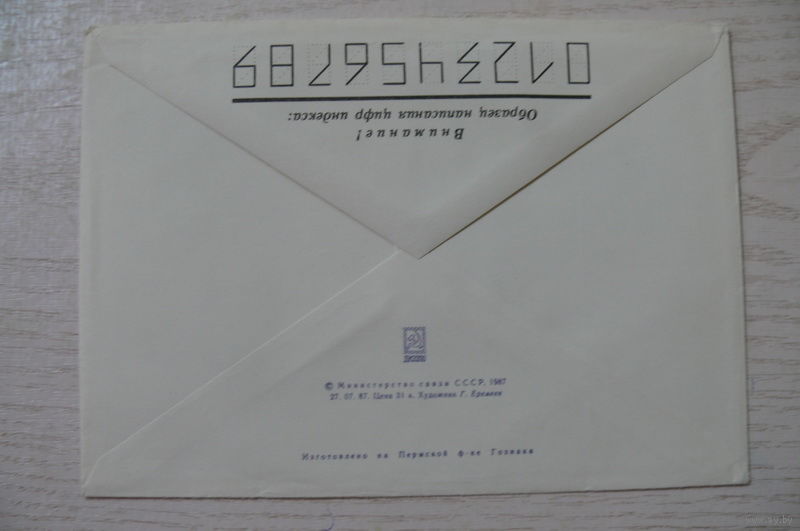 Внимание!
Образец написания цифр индекса:
0123456789
© Министерство связи СССР, 1987
27. 07. 87. Цена 21 к. Художник Г. Еремеев
Изготовлено на Пермской ф-ке Гознака